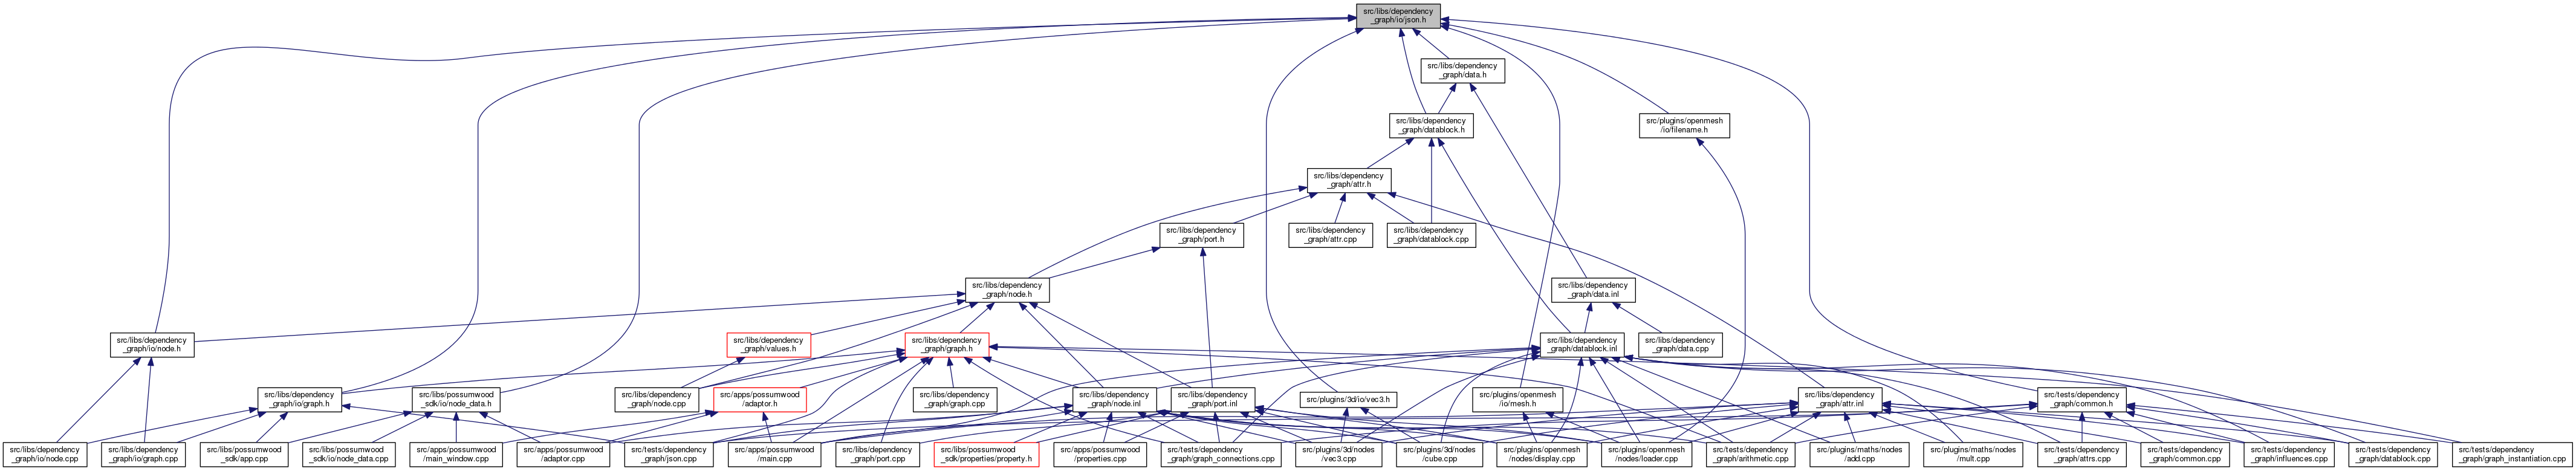 src/libs/dependency
_graph/io/json.h
src/libs/dependency
_graph/data.h
src/libs/dependency
_graph/datablock.h
src/plugins/openmesh
/io/filename.h
src/libs/dependency
_graph/attr.h
src/libs/dependency
_graph/port.h
src/libs/dependency
_graph/attr.cpp
src/libs/dependency
_graph/datablock.cpp
src/libs/dependency
_graph/node.h
src/libs/dependency
_graph/data.inl
src/libs/dependency
_graph/io/node.h
src/libs/dependency
_graph/values.h
src/libs/dependency
_graph/graph.h
src/libs/dependency
_graph/datablock.inl
src/libs/dependency
_graph/data.cpp
src/libs/dependency
_graph/io/graph.h
src/libs/possumwood
_sdk/io/node_data.h
src/libs/dependency
_graph/node.cpp
src/apps/possumwood
/adaptor.h
src/libs/dependency
_graph/graph.cpp
src/libs/dependency
_graph/node.inl
src/libs/dependency
_graph/port.inl
src/plugins/3d/io/vec3.h
src/plugins/openmesh
/io/mesh.h
src/libs/dependency
_graph/attr.inl
src/tests/dependency
_graph/common.h
src/libs/dependency
_graph/io/node.cpp
src/libs/dependency
_graph/io/graph.cpp
src/libs/possumwood
_sdk/app.cpp
src/libs/possumwood
_sdk/io/node_data.cpp
src/apps/possumwood
/main_window.cpp
src/apps/possumwood
/adaptor.cpp
src/tests/dependency
_graph/json.cpp
src/apps/possumwood
/main.cpp
src/libs/dependency
_graph/port.cpp
src/libs/possumwood
_sdk/properties/property.h
src/apps/possumwood
/properties.cpp
src/tests/dependency
_graph/graph_connections.cpp
src/plugins/3d/nodes
/vec3.cpp
src/plugins/3d/nodes
/cube.cpp
src/plugins/openmesh
/nodes/display.cpp
src/plugins/openmesh
/nodes/loader.cpp
src/tests/dependency
_graph/arithmetic.cpp
src/plugins/maths/nodes
/add.cpp
src/plugins/maths/nodes
/mult.cpp
src/tests/dependency
_graph/attrs.cpp
src/tests/dependency
_graph/common.cpp
src/tests/dependency
_graph/influences.cpp
src/tests/dependency
_graph/datablock.cpp
src/tests/dependency
_graph/graph_instantiation.cpp